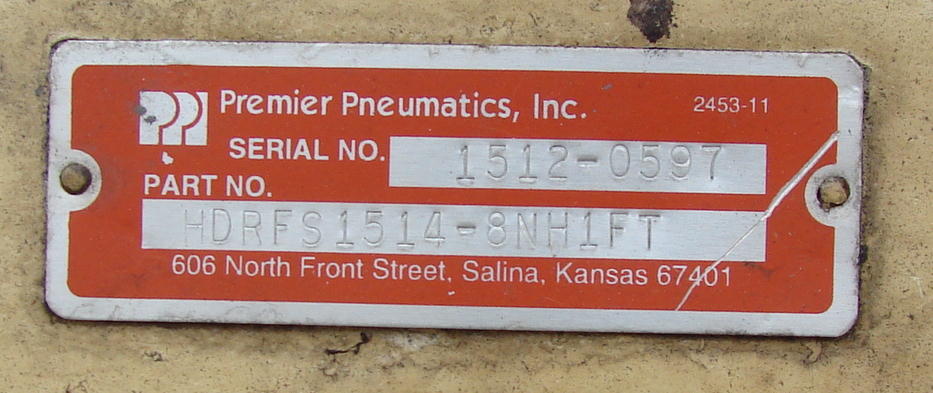 PPI Premier Pneumatics, Inc. 2453-11
SERIAL NO. 1512-0597
PART NO.
HDRFS1514-8NH1FT
606 North Front Street, Salina, Kansas 67401